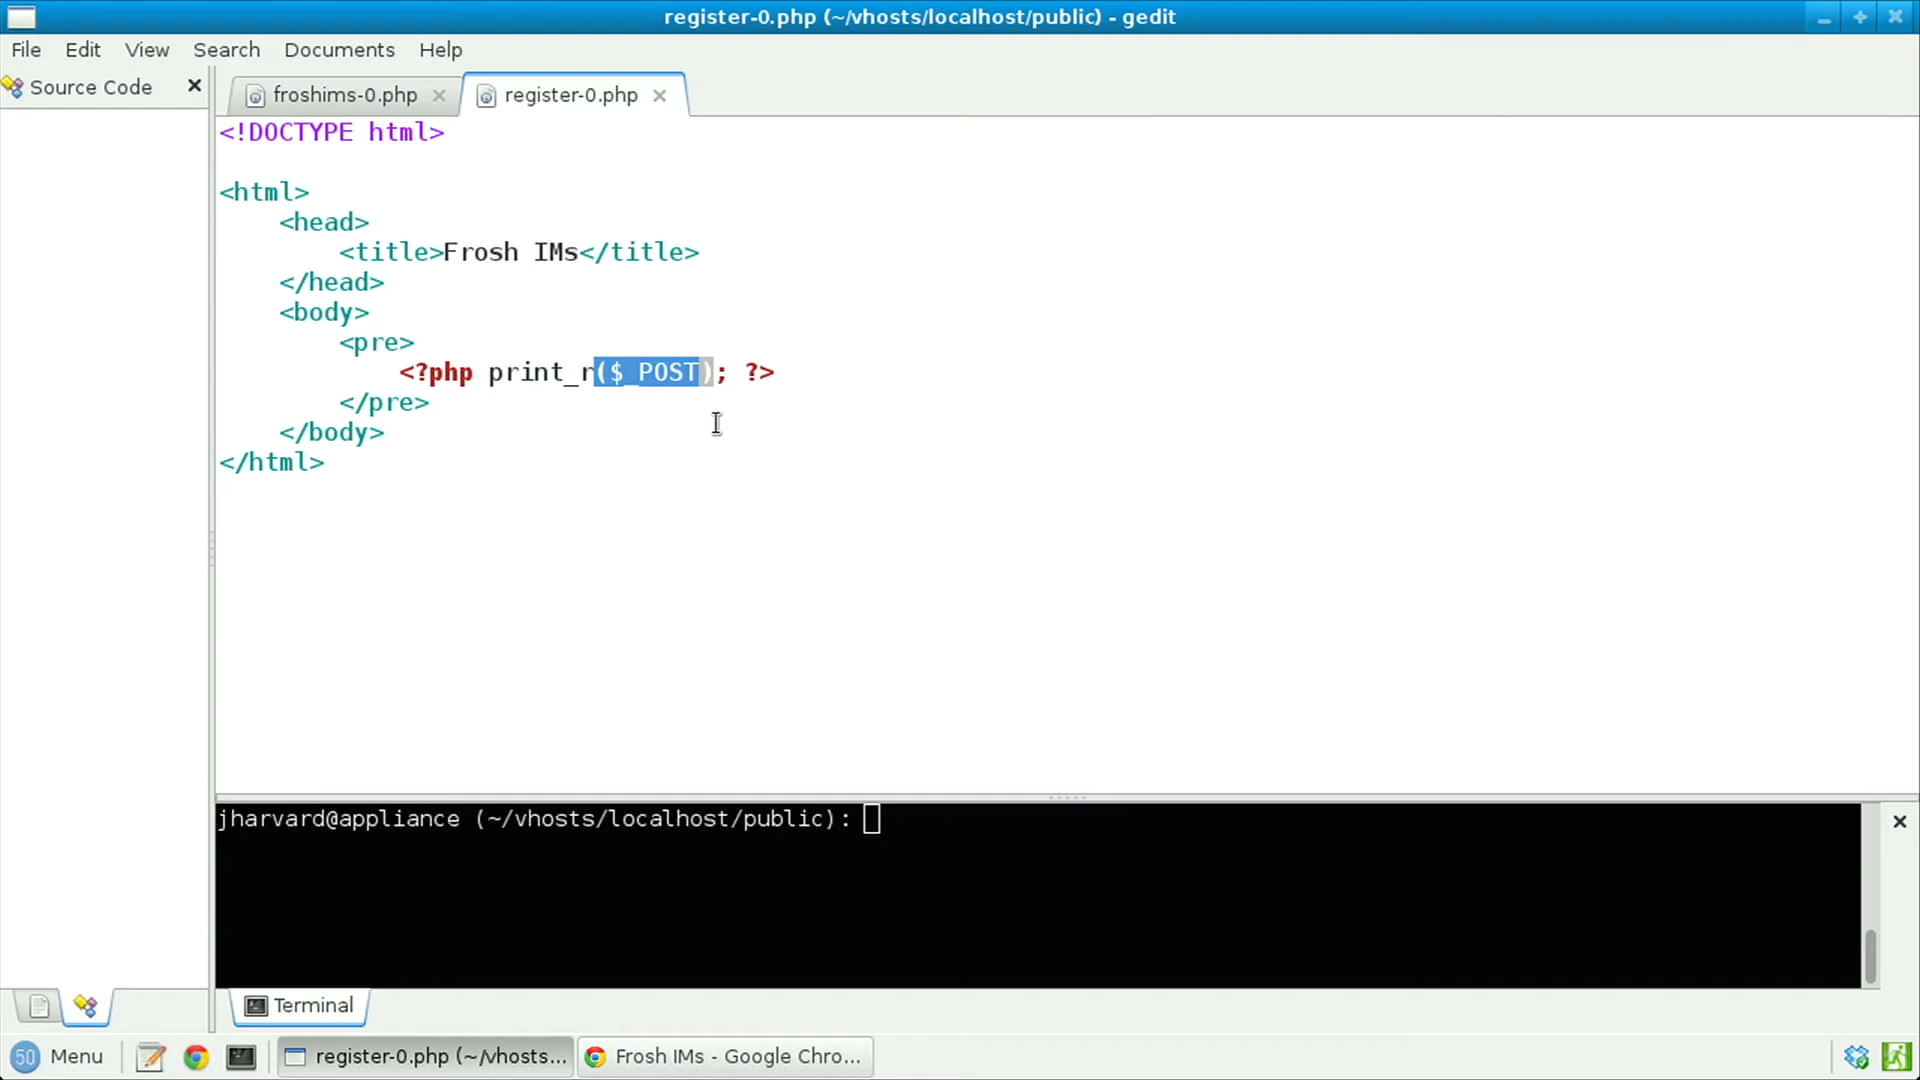 register-0.php (~/vhosts/localhost/public) - gedit
File Edit View Search Documents Help
Source Code
froshims-0.php
register-0.php
<!DOCTYPE html>
<html>
<head>
<title>Frosh IMs</title>
</head>
<body>
<pre>
<?php print_r($_POST); ?>
</pre>
</body>
</html>
jharvard@appliance (~/vhosts/localhost/public):
Terminal
50 Menu
register-0.php (~/vhosts...
Frosh IMs - Google Chro...